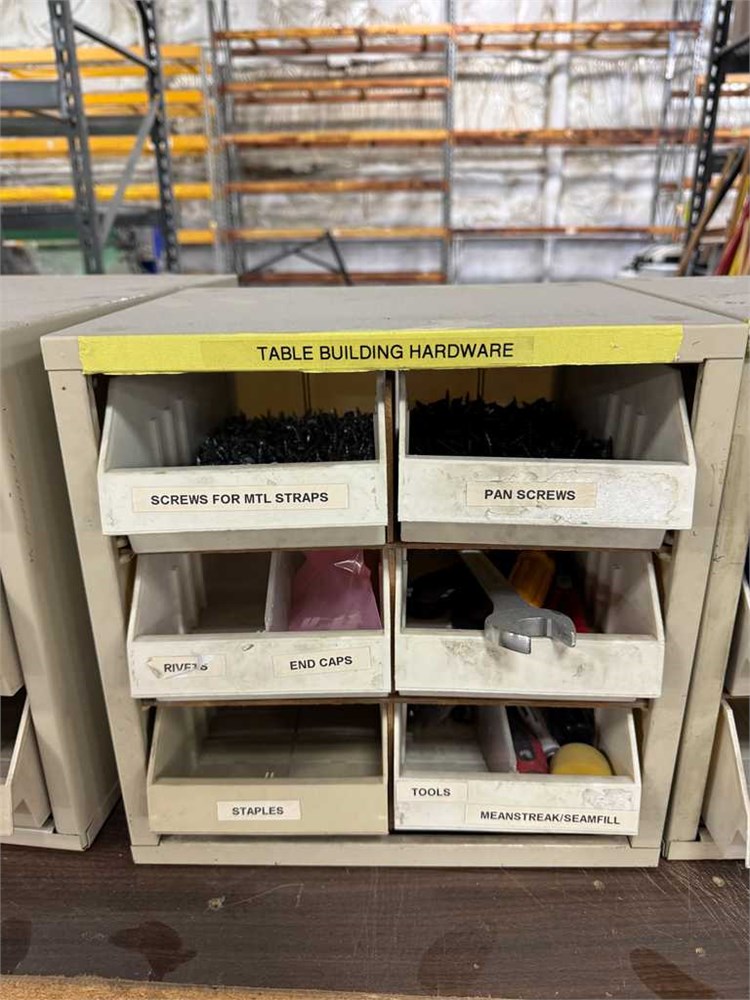 TABLE BUILDING HARDWARE
SCREWS FOR MTL STRAPS
PAN SCREWS
RIVETS
END CAPS
STAPLES
TOOLS
MEANSTREAK/SEAMFILL